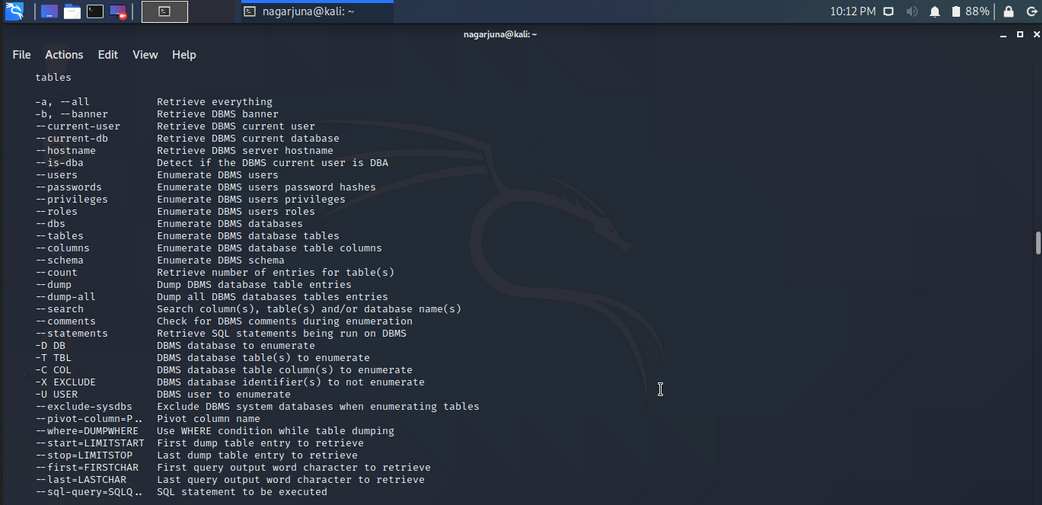 nagarjuna@kali: ~
10:12 PM
88%
nagarjuna@kali: ~
File Actions Edit View Help
tables
-a, --all Retrieve everything
-b, --banner Retrieve DBMS banner
--current-user Retrieve DBMS current user
--current-db Retrieve DBMS current database
--hostname Retrieve DBMS server hostname
--is-dba Detect if the DBMS current user is DBA
--users Enumerate DBMS users
--passwords Enumerate DBMS users password hashes
--privileges Enumerate DBMS users privileges
--roles Enumerate DBMS users roles
--dbs Enumerate DBMS databases
--tables Enumerate DBMS database tables
--columns Enumerate DBMS database table columns
--schema Enumerate DBMS schema
--count Retrieve number of entries for table(s)
--dump Dump DBMS database table entries
--dump-all Dump all DBMS databases tables entries
--search Search column(s), table(s) and/or database name(s)
--comments Check for DBMS comments during enumeration
--statements Retrieve SQL statements being run on DBMS
-D DB DBMS database to enumerate
-T TBL DBMS database table(s) to enumerate
-C COL DBMS database table column(s) to enumerate
-X EXCLUDE DBMS database identifier(s) to not enumerate
-U USER DBMS user to enumerate
--exclude-sysdbs Exclude DBMS system databases when enumerating tables
--pivot-column=P.. Pivot column name
--where=DUMPWHERE Use WHERE condition while table dumping
--start=LIMITSTART First dump table entry to retrieve
--stop=LIMITSTOP Last dump table entry to retrieve
--first=FIRSTCHAR First query output word character to retrieve
--last=LASTCHAR Last query output word character to retrieve
--sql-query=SQLQ.. SQL statement to be executed